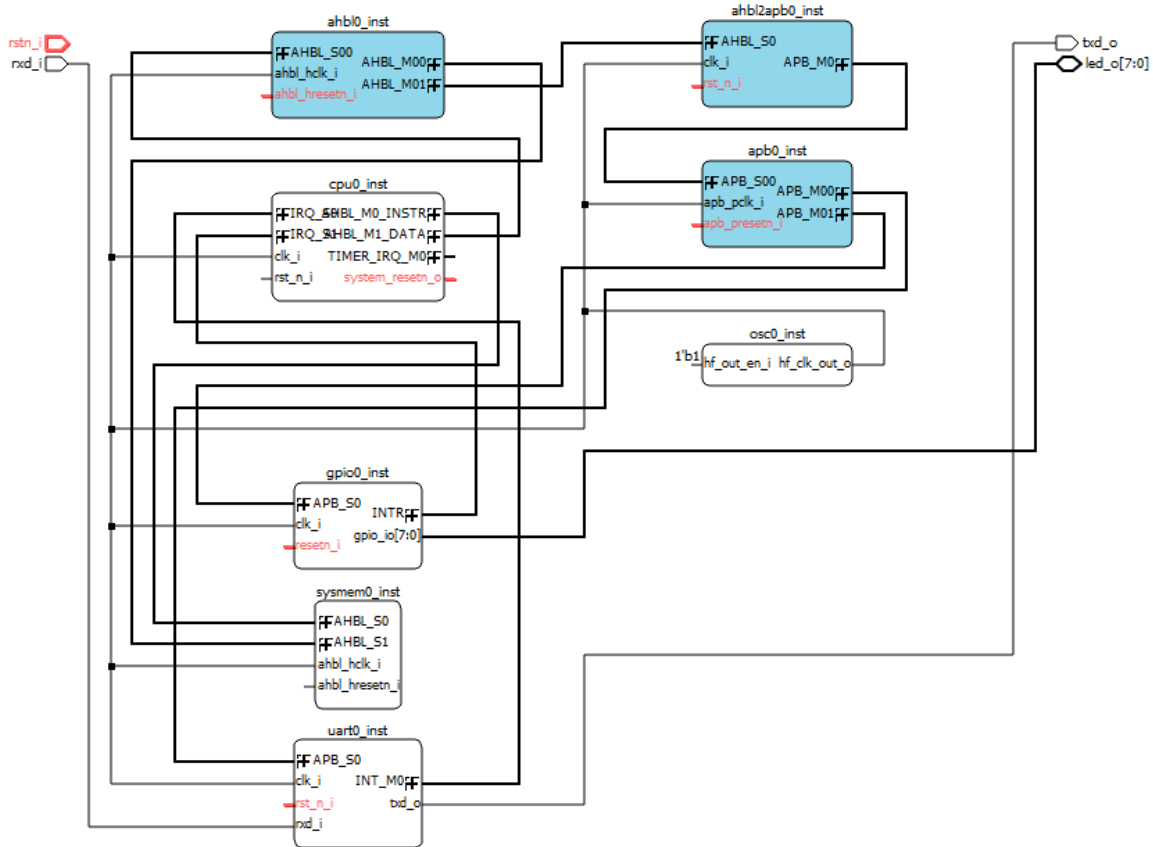 rstn_i
rxd_i
ahbl0_inst
AHBL_S00
ahbl_hclk_i
ahbl_hresetn_i
AHBL_M00
AHBL_M01
ahbl2apb0_inst
AHBL_S0
clk_i
rst_n_i
APB_M0
txd_o
led_o[7:0]
cpu0_inst
IRQ_S0
IRQ_S1
clk_i
rst_n_i
AHBL_M0_INSTR
AHBL_M1_DATA
TIMER_IRQ_M0
system_resetn_o
apb0_inst
APB_S00
apb_pclk_i
apb_presetn_i
APB_M00
APB_M01
osc0_inst
1'b1
hf_out_en_i
hf_clk_out_o
gpio0_inst
APB_S0
clk_i
resetn_i
INTR
gpio_io[7:0]
sysmem0_inst
AHBL_S0
AHBL_S1
ahbl_hclk_i
ahbl_hresetn_i
uart0_inst
APB_S0
clk_i
rst_n_i
rxd_i
INT_M0
txd_o